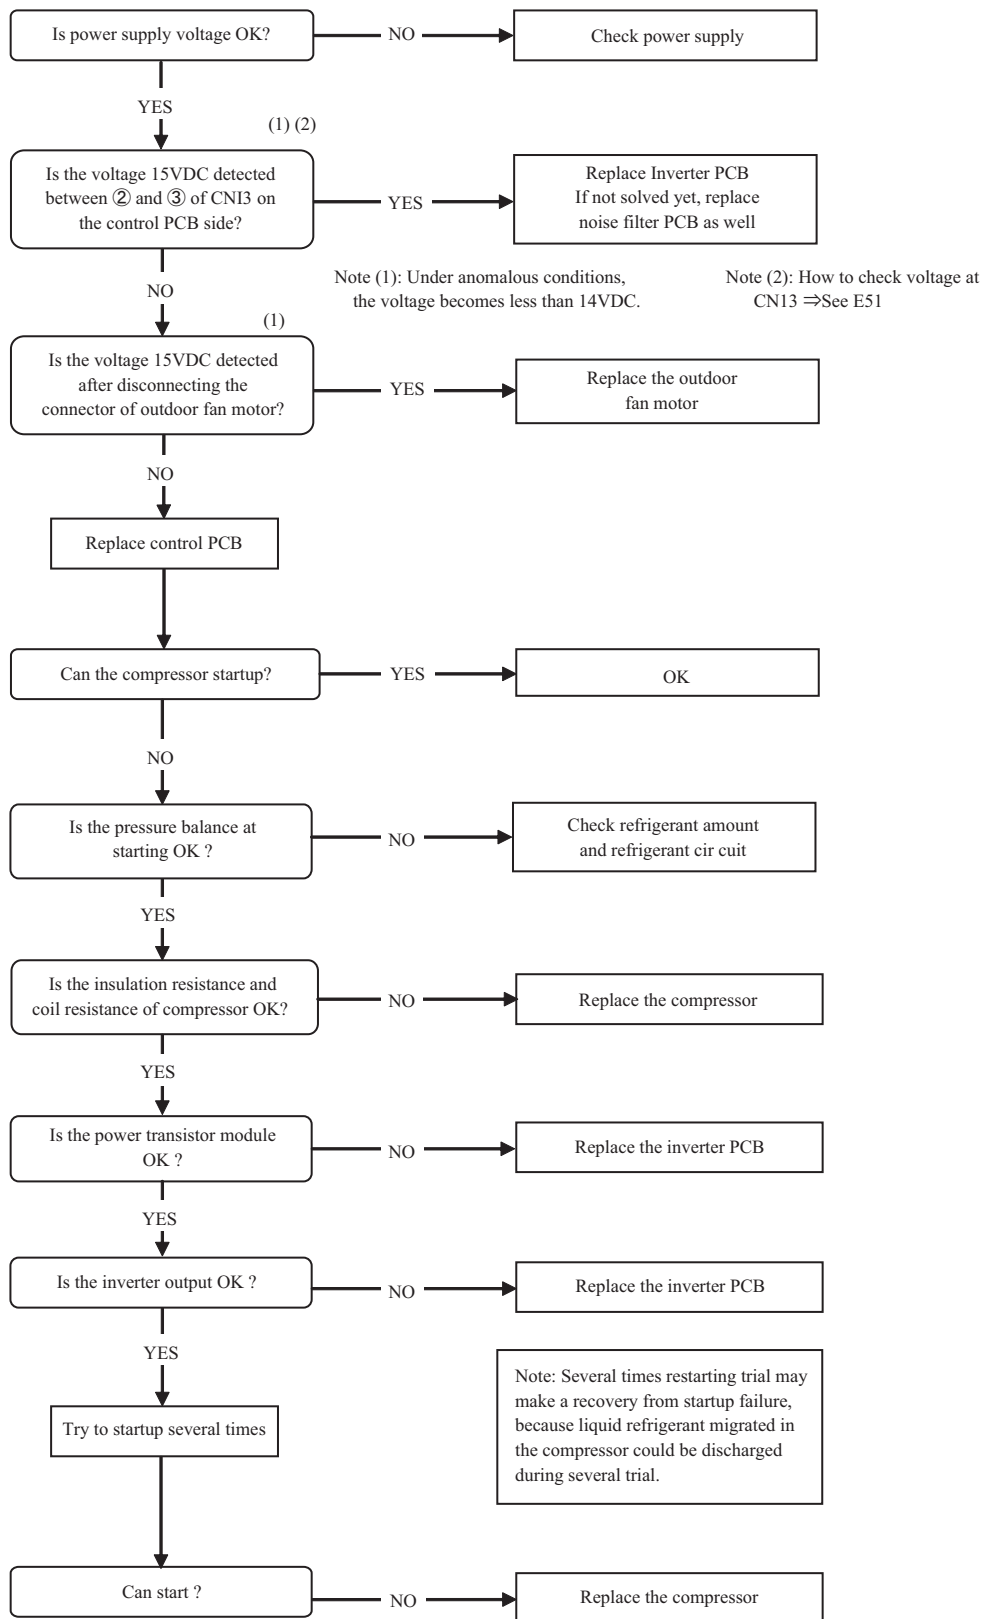 Is power supply voltage OK?
NO
Check power supply
YES
(1) (2)
Is the voltage 15VDC detected
between ② and ③ of CNI3 on
the control PCB side?
YES
Replace Inverter PCB
If not solved yet, replace
noise filter PCB as well
NO
Note (1): Under anomalous conditions,
the voltage becomes less than 14VDC.
Note (2): How to check voltage at
CN13 ⇒See E51
(1)
Is the voltage 15VDC detected
after disconnecting the
connector of outdoor fan motor?
YES
Replace the outdoor
fan motor
NO
Replace control PCB
Can the compressor startup?
YES
OK
NO
Is the pressure balance at
starting OK ?
NO
Check refrigerant amount
and refrigerant cir cuit
YES
Is the insulation resistance and
coil resistance of compressor OK?
NO
Replace the compressor
YES
Is the power transistor module
OK ?
NO
Replace the inverter PCB
YES
Is the inverter output OK ?
NO
Replace the inverter PCB
YES
Note: Several times restarting trial may
make a recovery from startup failure,
because liquid refrigerant migrated in
the compressor could be discharged
during several trial.
Try to startup several times
Can start ?
NO
Replace the compressor